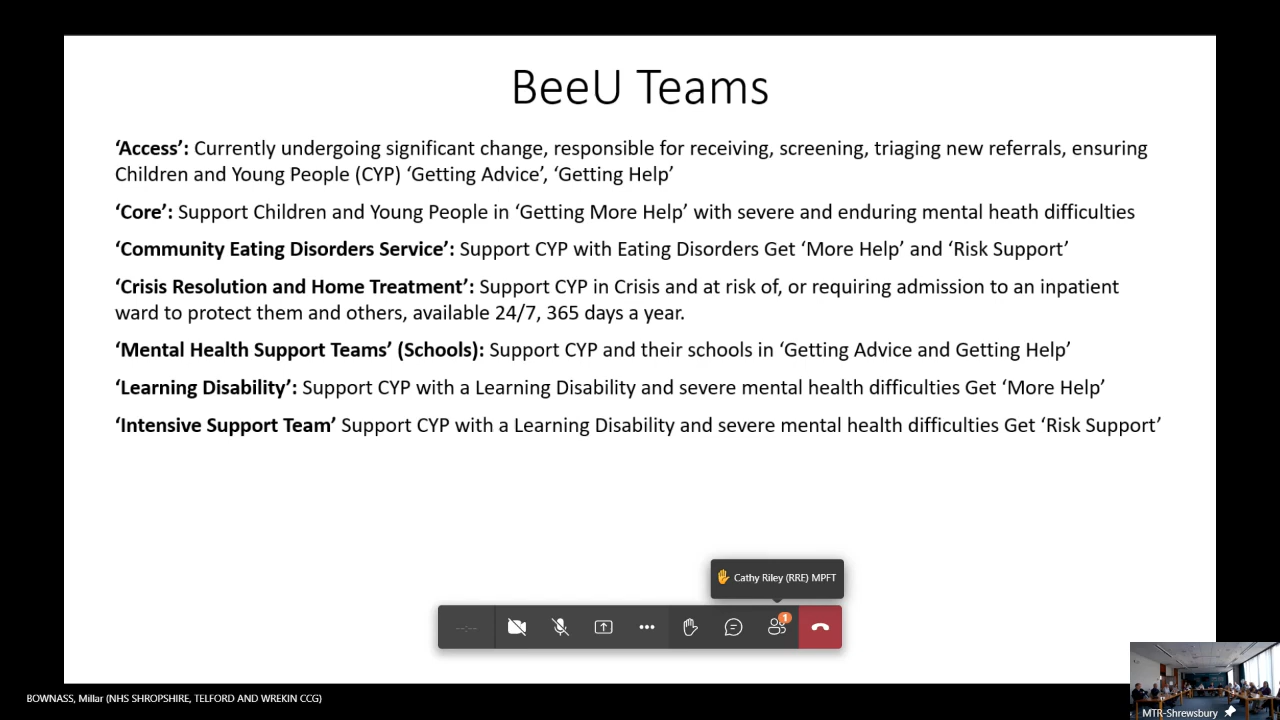 BeeU Teams
‘Access’: Currently undergoing significant change, responsible for receiving, screening, triaging new referrals, ensuring
Children and Young People (CYP) ‘Getting Advice’, ‘Getting Help’
‘Core’: Support Children and Young People in ‘Getting More Help’ with severe and enduring mental heath difficulties
‘Community Eating Disorders Service’: Support CYP with Eating Disorders Get ‘More Help’ and ‘Risk Support’
‘Crisis Resolution and Home Treatment’: Support CYP in Crisis and at risk of, or requiring admission to an inpatient
ward to protect them and others, available 24/7, 365 days a year.
‘Mental Health Support Teams’ (Schools): Support CYP and their schools in ‘Getting Advice and Getting Help’
‘Learning Disability’: Support CYP with a Learning Disability and severe mental health difficulties Get ‘More Help’
‘Intensive Support Team’ Support CYP with a Learning Disability and severe mental health difficulties Get ‘Risk Support’
Cathy Riley (RRE) MPFT
--:--
1
BOWNASS, Millar (NHS SHROPSHIRE, TELFORD AND WREKIN CCG)
MTR-Shrewsbury